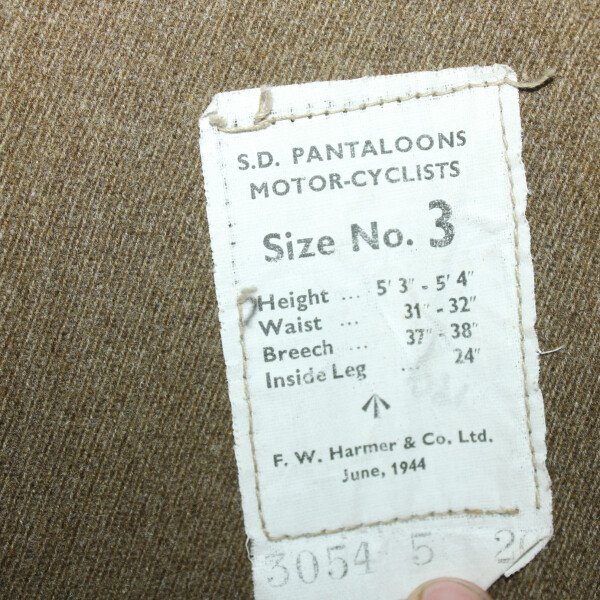 S.D. PANTALOONS
MOTOR-CYCLISTS
Size No. 3
Height ... 5' 3" - 5' 4"
Waist ... 31" - 32"
Breech ... 37" - 38"
Inside Leg ... 24"
F. W. Harmer & Co. Ltd.
June, 1944
3054 5